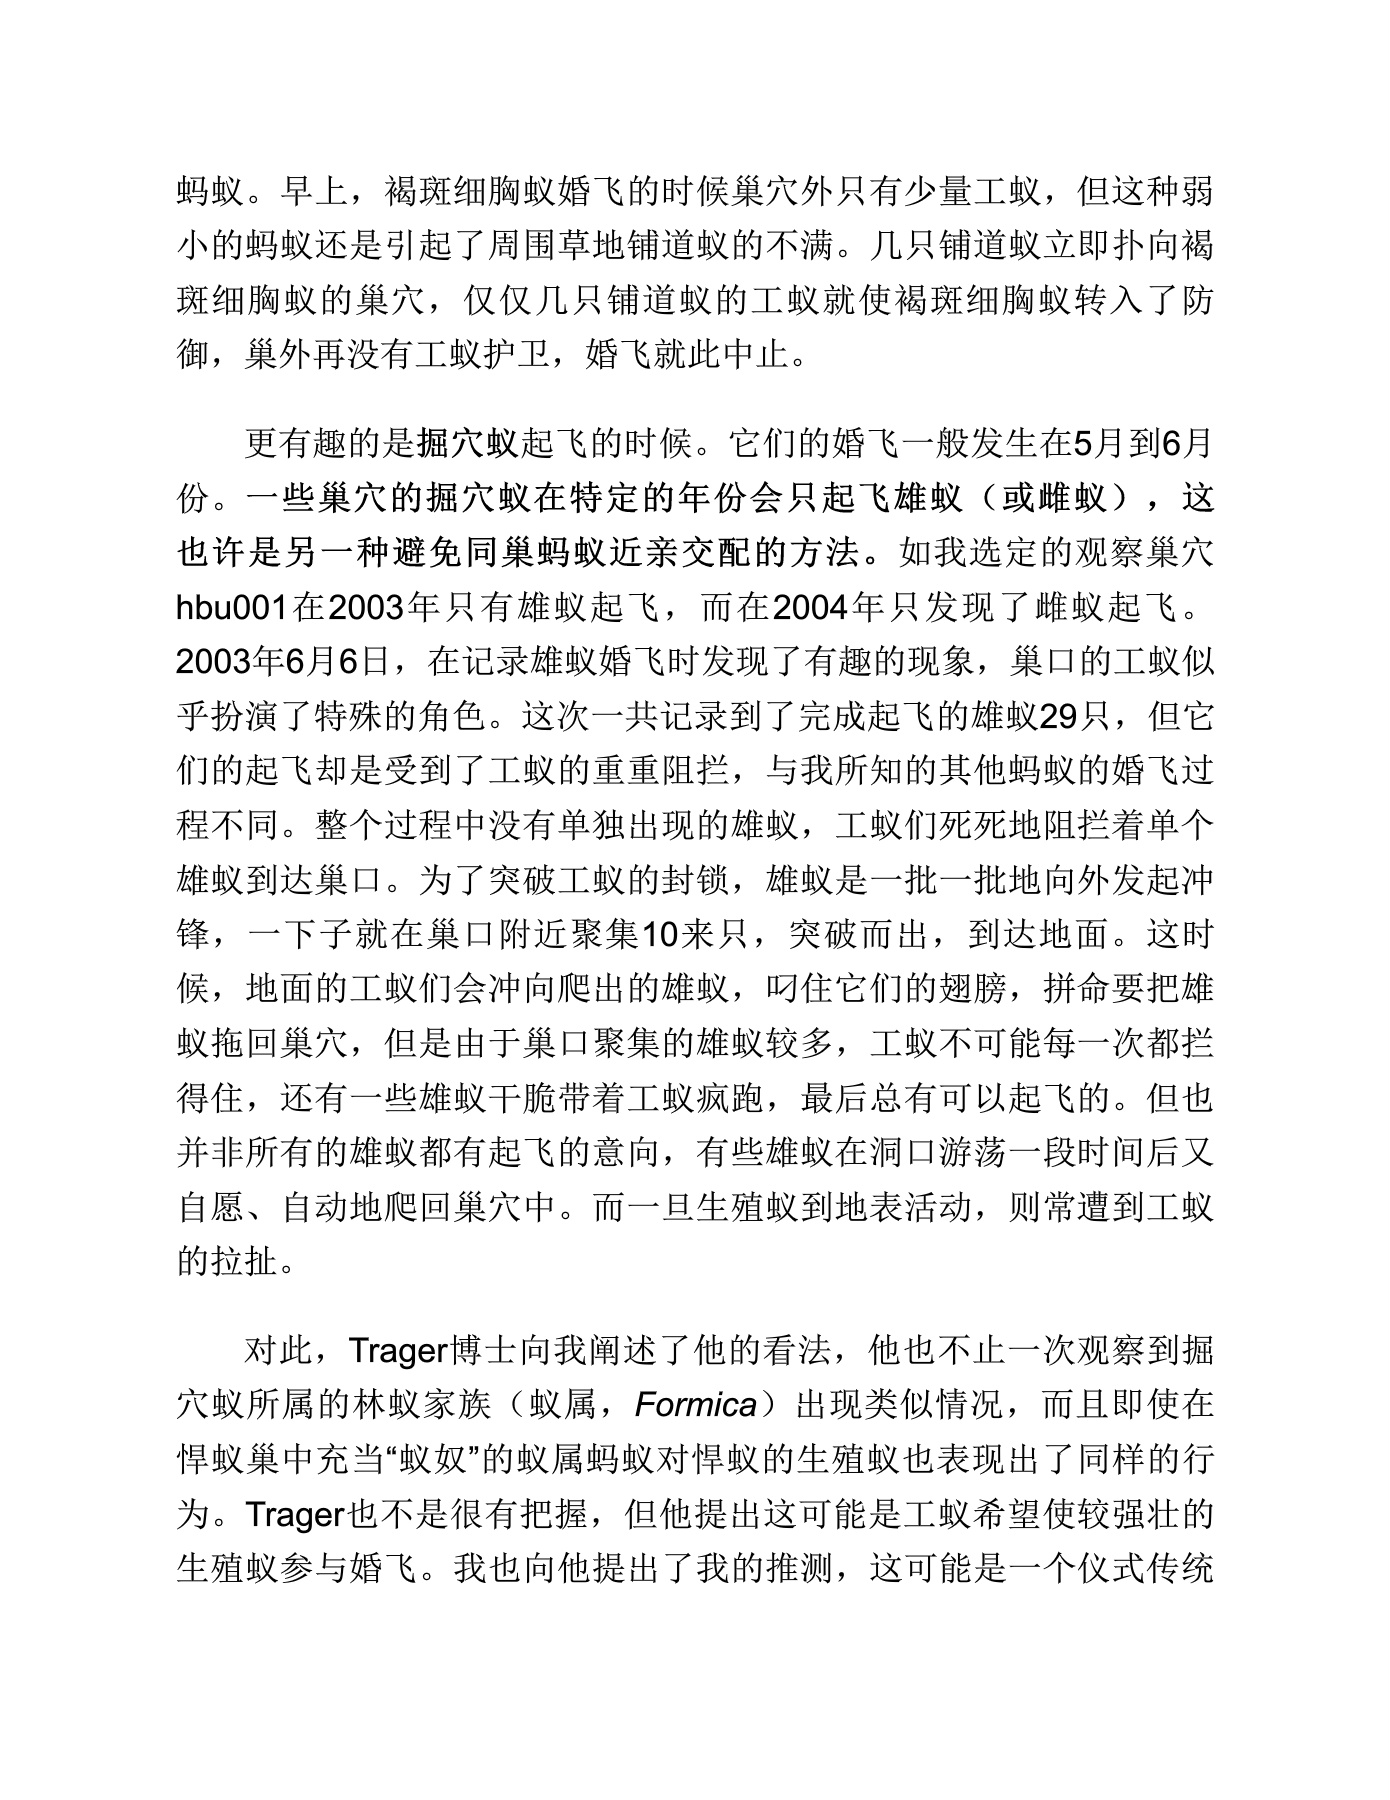 蚂蚁。早上，褐斑细胸蚁婚飞的时候巢穴外只有少量工蚁，但这种弱
小的蚂蚁还是引起了周围草地铺道蚁的不满。几只铺道蚁立即扑向褐
斑细胸蚁的巢穴，仅仅几只铺道蚁的工蚁就使褐斑细胸蚁转入了防
御，巢外再没有工蚁护卫，婚飞就此中止。
更有趣的是掘穴蚁起飞的时候。它们的婚飞一般发生在5月到6月
份。一些巢穴的掘穴蚁在特定的年份会只起飞雄蚁（或雌蚁），这
也许是另一种避免同巢蚂蚁近亲交配的方法。如我选定的观察巢穴
hbu001在2003年只有雄蚁起飞，而在2004年只发现了雌蚁起飞。
2003年6月6日，在记录雄蚁婚飞时发现了有趣的现象，巢口的工蚁似
乎扮演了特殊的角色。这次一共记录到了完成起飞的雄蚁29只，但它
们的起飞却是受到了工蚁的重重阻拦，与我所知的其他蚂蚁的婚飞过
程不同。整个过程中没有单独出现的雄蚁，工蚁们死死地阻拦着单个
雄蚁到达巢口。为了突破工蚁的封锁，雄蚁是一批一批地向外发起冲
锋，一下子就在巢口附近聚集10来只，突破而出，到达地面。这时
候，地面的工蚁们会冲向爬出的雄蚁，叼住它们的翅膀，拼命要把雄
蚁拖回巢穴，但是由于巢口聚集的雄蚁较多，工蚁不可能每一次都拦
得住，还有一些雄蚁干脆带着工蚁疯跑，最后总有可以起飞的。但也
并非所有的雄蚁都有起飞的意向，有些雄蚁在洞口游荡一段时间后又
自愿、自动地爬回巢穴中。而一旦生殖蚁到地表活动，则常遭到工蚁
的拉扯。
对此，Trager博士向我阐述了他的看法，他也不止一次观察到掘
穴蚁所属的林蚁家族（蚁属，Formica）出现类似情况，而且即使在
悍蚁巢中充当“蚁奴”的蚁属蚂蚁对悍蚁的生殖蚁也表现出了同样的行
为。Trager也不是很有把握，但他提出这可能是工蚁希望使较强壮的
生殖蚁参与婚飞。我也向他提出了我的推测，这可能是一个仪式传统